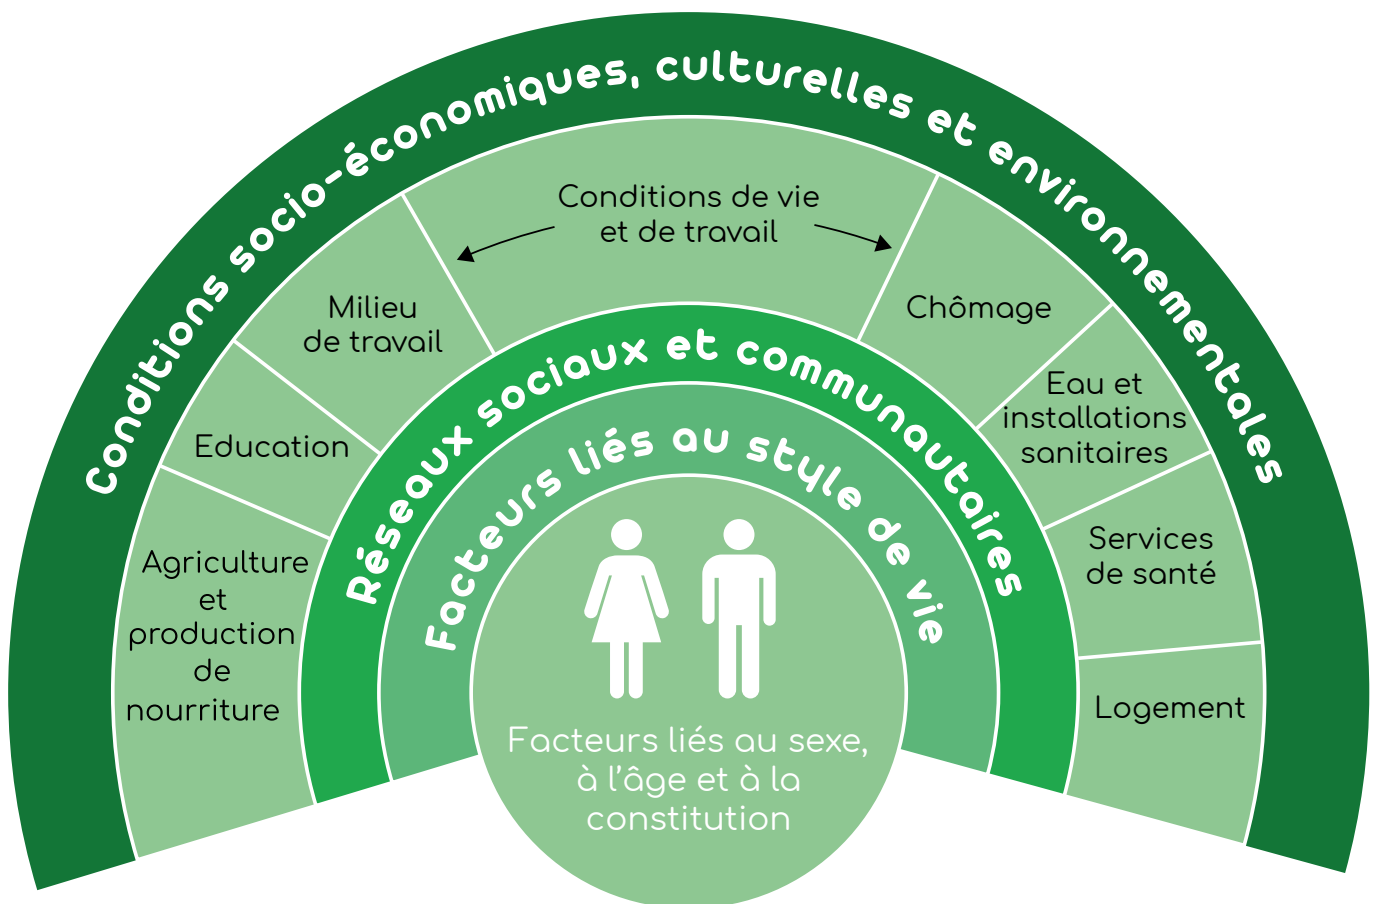 Conditions socio-économiques, culturelles et environnementales
Conditions de vie
et de travail
Milieu
de travail
Chômage
Education
Eau et
installations
sanitaires
Agriculture
et
production
de
nourriture
Services
de santé
Logement
Réseaux sociaux et communautaires
Facteurs liés au style de vie
Facteurs liés au sexe,
à l'âge et à la
constitution